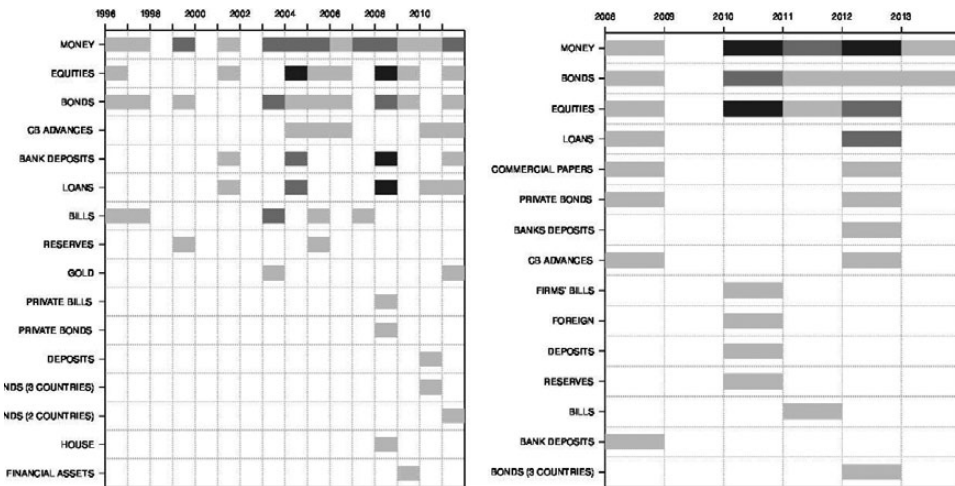 1996 1998 2000 2002 2004 2006 2008 2010
MONEY
EQUITIES
BONDS
CB ADVANCES
BANK DEPOSITS
LOANS
BILLS
RESERVES
GOLD
PRIVATE BILLS
PRIVATE BONDS
DEPOSITS
NDS (3 COUNTRIES)
NDS (2 COUNTRIES)
HOUSE
FINANCIAL ASSETS
2008 2009 2010 2011 2012 2013
MONEY
BONDS
EQUITIES
LOANS
COMMERCIAL PAPERS
PRIVATE BONDS
BANKS DEPOSITS
CB ADVANCES
FIRMS' BILLS
FOREIGN
DEPOSITS
RESERVES
BILLS
BANK DEPOSITS
BONDS (3 COUNTRIES)